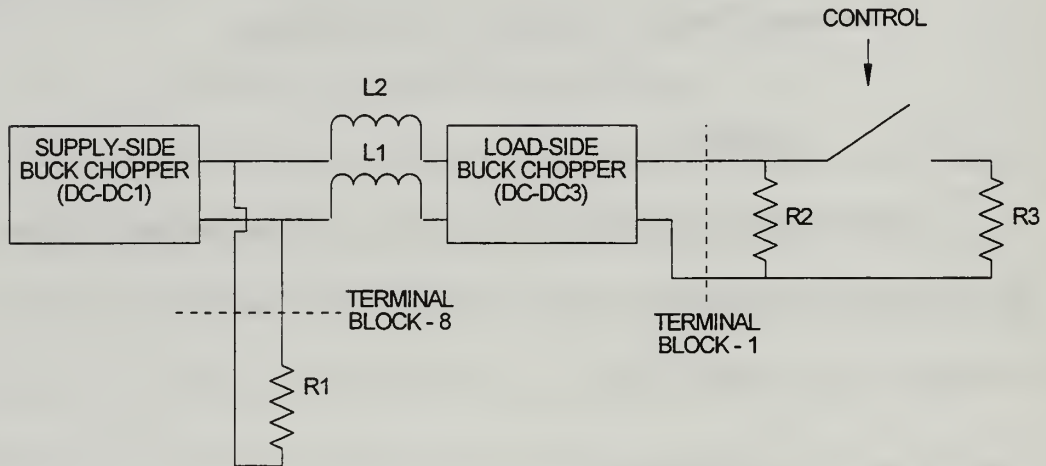 CONTROL
L2
SUPPLY-SIDE
BUCK CHOPPER
(DC-DC1)
L1
LOAD-SIDE
BUCK CHOPPER
(DC-DC3)
R2
R3
TERMINAL
BLOCK - 8
TERMINAL
BLOCK - 1
R1